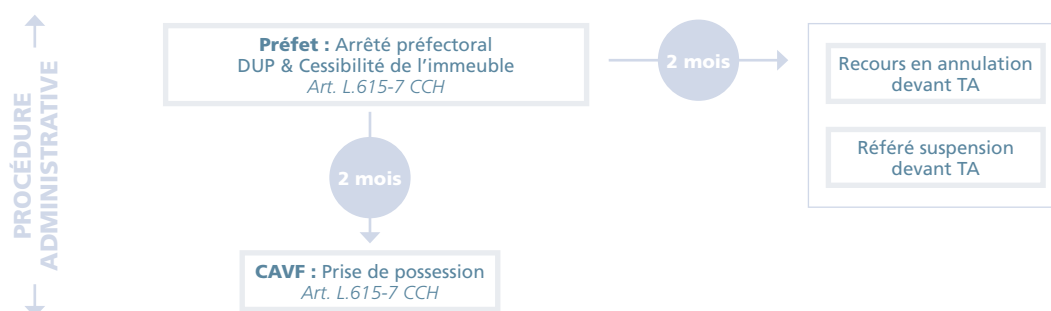 PROCÉDURE
ADMINISTRATIVE
Préfet : Arrêté préfectoral
DUP & Cessibilité de l'immeuble
Art. L.615-7 CCH
2 mois
Recours en annulation
devant TA
Référé suspension
devant TA
2 mois
CAVF : Prise de possession
Art. L.615-7 CCH